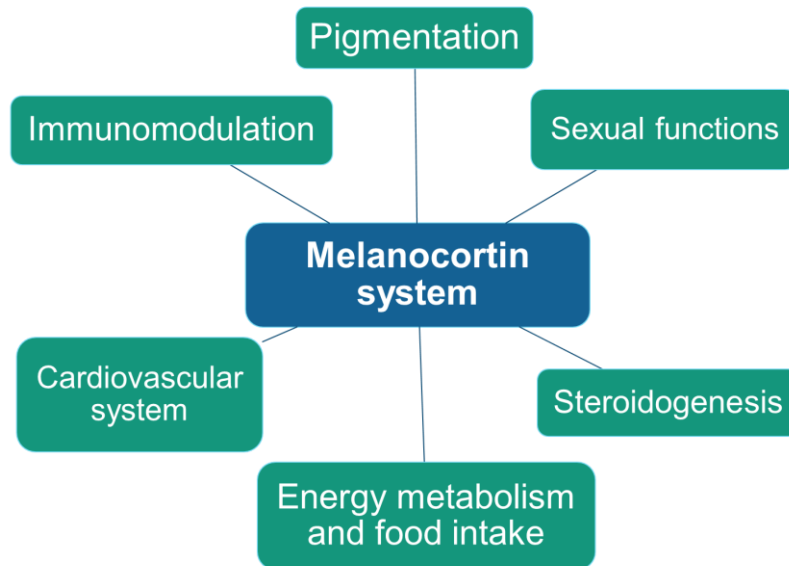 Pigmentation
Immunomodulation
Sexual functions
Melanocortin
system
Cardiovascular
system
Steroidogenesis
Energy metabolism
and food intake